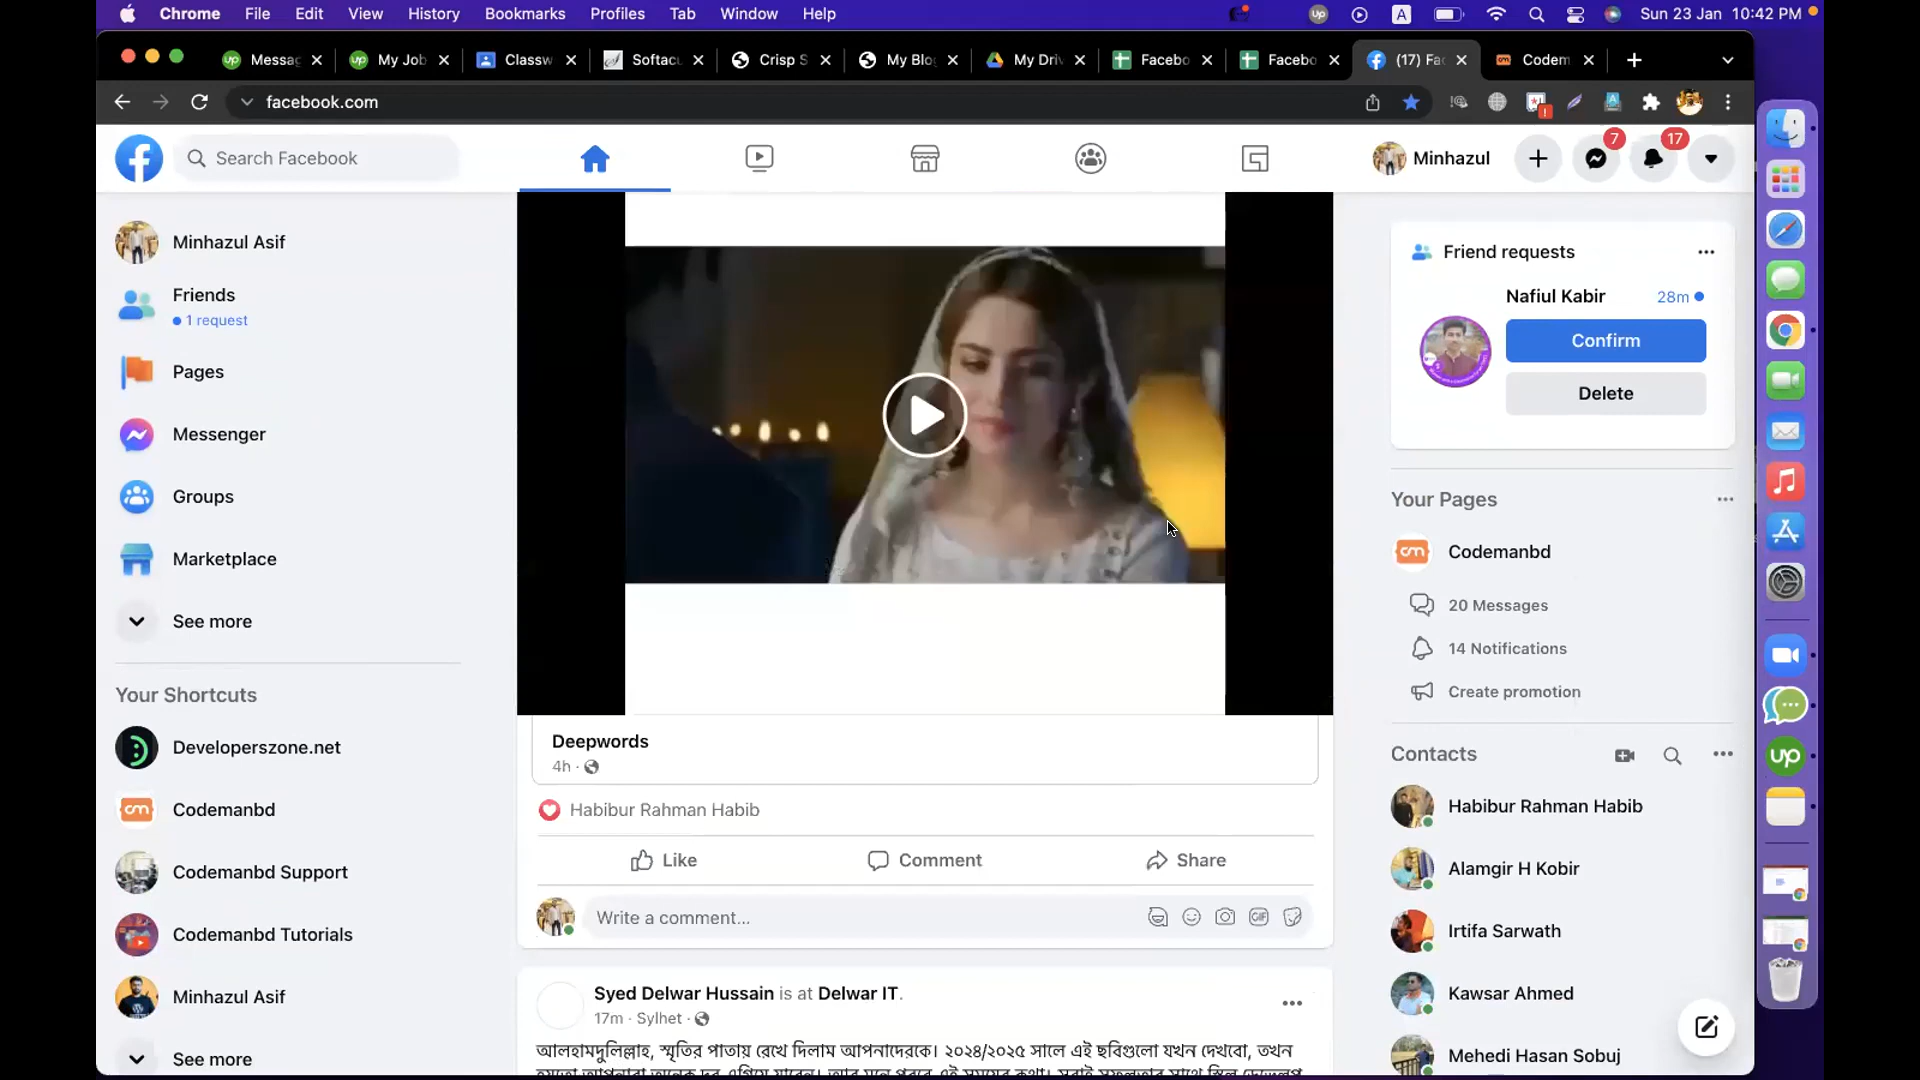 Chrome File Edit View History Bookmarks Profiles Tab Window Help
A
Sun 23 Jan 10:42 PM
Messag
My Job
Classw
Softacu
Crisp S
My Blo
My Driv
Facebo
Facebo
(17) Fac
Codem
facebook.com
Search Facebook
Minhazul
7
17
Minhazul Asif
Friends
1 request
Pages
Messenger
Groups
Marketplace
See more
Your Shortcuts
Developerszone.net
Codemanbd
Codemanbd Support
Codemanbd Tutorials
Minhazul Asif
See more
Deepwords
4h ·
Habibur Rahman Habib
Like
Comment
Share
Write a comment...
GIF
Syed Delwar Hussain is at Delwar IT.
17m · Sylhet ·
আলহামদুলিল্লাহ, স্মৃতির পাতায় রেখে দিলাম আপনাদেরকে। ২০২৪/২০২৫ সালে এই ছবিগুলো যখন দেখবো, তখন
Friend requests
Nafiul Kabir
28m
Confirm
Delete
Your Pages
Codemanbd
20 Messages
14 Notifications
Create promotion
Contacts
Habibur Rahman Habib
Alamgir H Kobir
Irtifa Sarwath
Kawsar Ahmed
Mehedi Hasan Sobuj